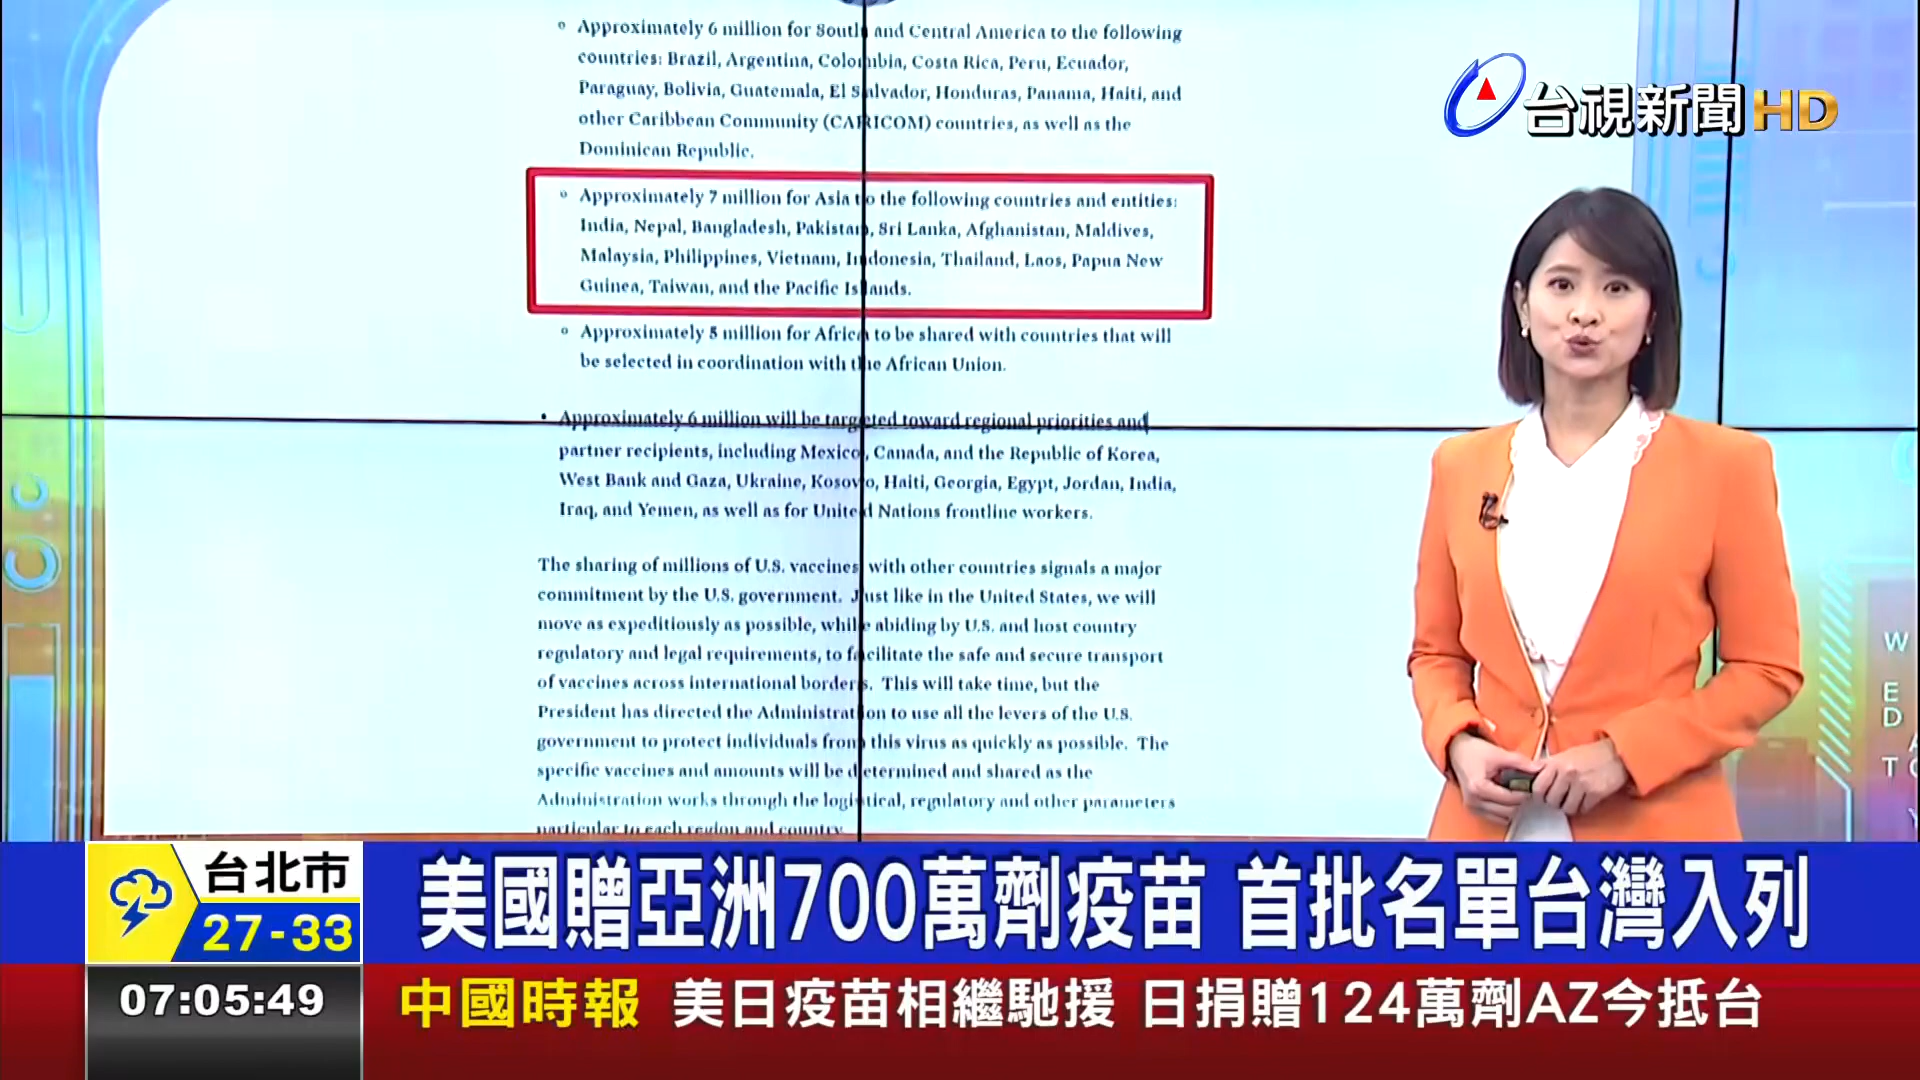 Approximately 6 million for South and Central America to the following
countries: Brazil, Argentina, Colombia, Costa Rica, Peru, Ecuador,
Paraguay, Bolivia, Guatemala, El Salvador, Honduras, Panama, Haiti, and
other Caribbean Community (CARICOM) countries, as well as the
Dominican Republic.
Approximately 7 million for Asia to the following countries and entities:
India, Nepal, Bangladesh, Pakistan, Sri Lanka, Afghanistan, Maldives,
Malaysia, Philippines, Vietnam, Indonesia, Thailand, Laos, Papua New
Guinea, Taiwan, and the Pacific Islands.
Approximately 5 million for Africa to be shared with countries that will
be selected in coordination with the African Union.
Approximately 6 million will be targeted toward regional priorities and
partner recipients, including Mexico, Canada, and the Republic of Korea,
West Bank and Gaza, Ukraine, Kosovo, Haiti, Georgia, Egypt, Jordan, India,
Iraq, and Yemen, as well as for United Nations frontline workers.
The sharing of millions of U.S. vaccines with other countries signals a major
commitment by the U.S. government. Just like in the United States, we will
move as expeditiously as possible, while abiding by U.S. and host country
regulatory and legal requirements, to facilitate the safe and secure transport
of vaccines across international borders. This will take time, but the
President has directed the Administration to use all the levers of the U.S.
government to protect individuals from this virus as quickly as possible. The
specific vaccines and amounts will be determined and shared as the
Administration works through the logistical, regulatory and other parameters
particular to each region and country.
台視新聞HD
台北市
27-33
美國贈亞洲700萬劑疫苗 首批名單台灣入列
07:05:49
中國時報 美日疫苗相繼馳援 日捐贈124萬劑AZ今抵台